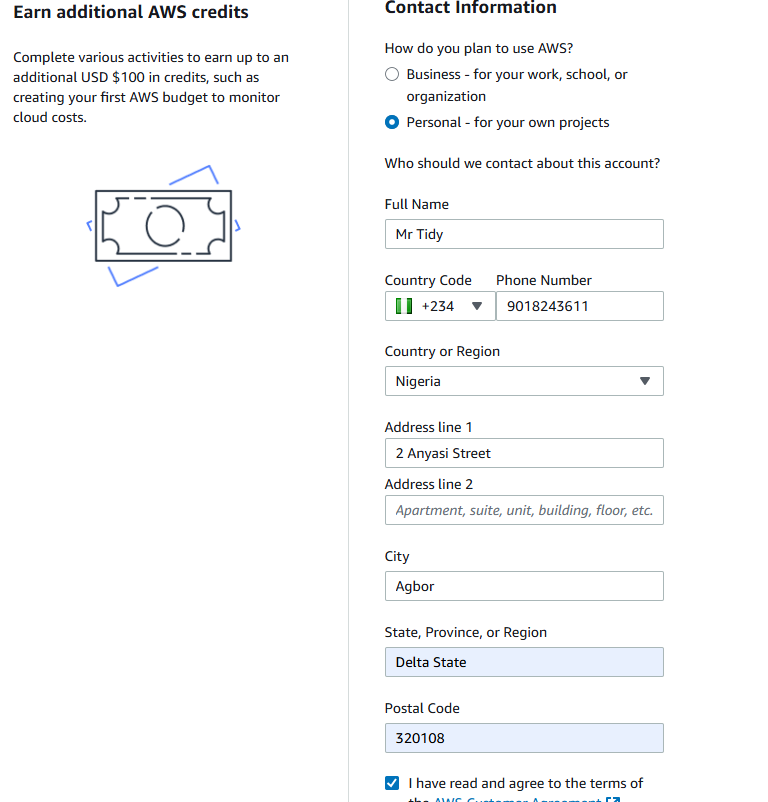 Earn additional AWS credits
Complete various activities to earn up to an
additional USD $100 in credits, such as
creating your first AWS budget to monitor
cloud costs.
Contact Information
How do you plan to use AWS?
Business - for your work, school, or
organization
Personal - for your own projects
Who should we contact about this account?
Full Name
Mr Tidy
Country Code Phone Number
+234 9018243611
Country or Region
Nigeria
Address line 1
2 Anyasi Street
Address line 2
Apartment, suite, unit, building, floor, etc.
City
Agbor
State, Province, or Region
Delta State
Postal Code
320108
I have read and agree to the terms of
the AWS Customer Agreement